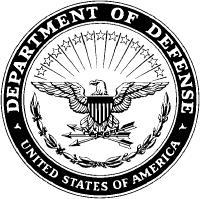 DEPARTMENT OF DEFENSE
UNITED STATES OF AMERICA